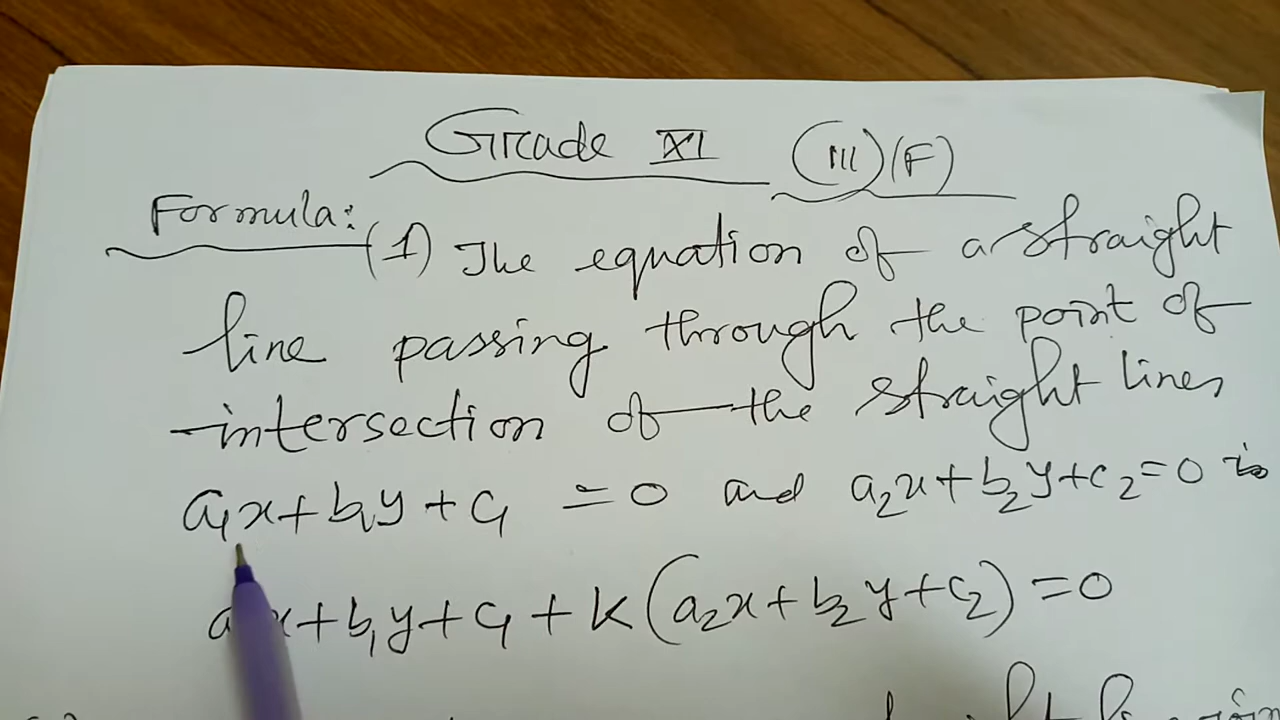 Grade XI (III)(F)
Formula: (1) The equation of a straight
line passing through the point of
intersection of the straight lines
a₁x+b₁y+c₁ = 0 and a₂x+b₂y+c₂=0 is
a x+b₁y+c₁+K(a₂x+b₂y+c₂)=0